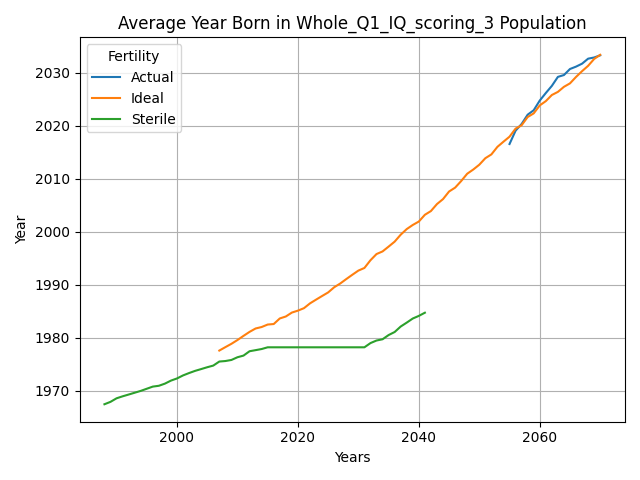 Average Year Born in Whole_Q1_IQ_scoring_3 Population
Fertility
Actual
Ideal
Sterile
2030
2020
2010
2000
1990
1980
1970
Year
2000
2020
2040
2060
Years